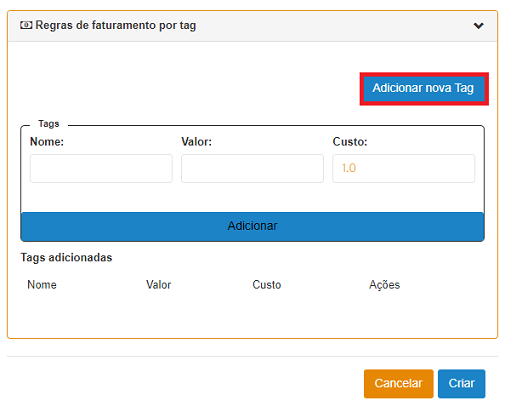 Regras de faturamento por tag
Adicionar nova Tag
Tags
Nome: Valor: Custo:
1.0
Adicionar
Tags adicionadas
Nome Valor Custo Ações
Cancelar Criar